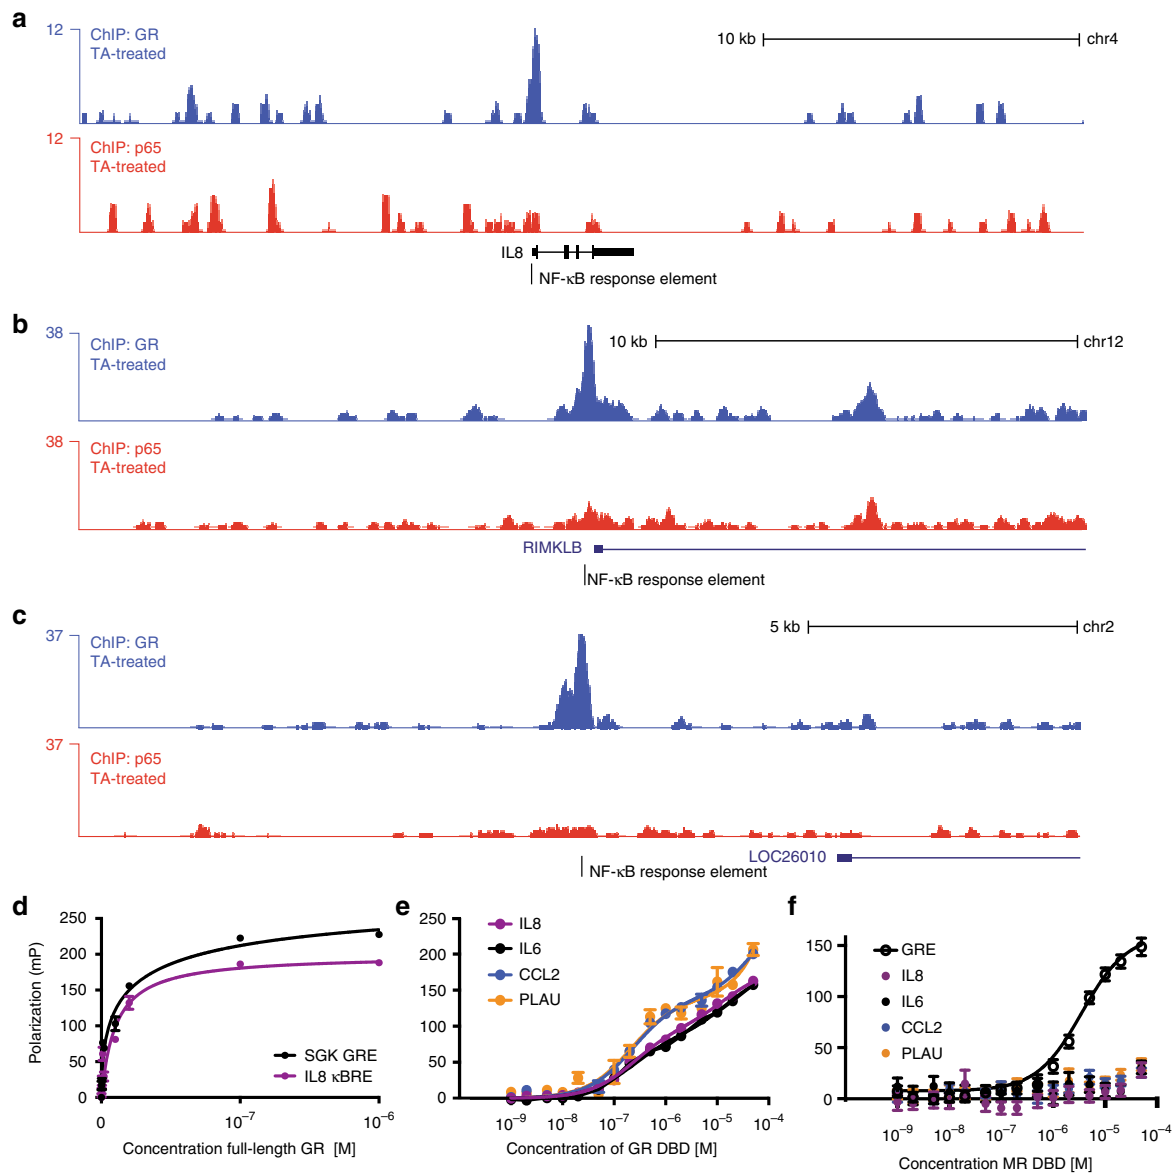 a
12
ChIP: GR
TA-treated
10 kb
chr4
12
ChIP: p65
TA-treated
IL8
NF-κB response element
b
38
ChIP: GR
TA-treated
10 kb
chr12
38
ChIP: p65
TA-treated
RIMKLB
NF-κB response element
c
37
ChIP: GR
TA-treated
5 kb
chr2
37
ChIP: p65
TA-treated
LOC26010
NF-κB response element
d
Polarization (mP)
250
200
150
100
50
0
SGK GRE
IL8 κBRE
0
10⁻⁷
10⁻⁶
Concentration full-length GR [M]
e
250
200
150
100
50
0
IL8
IL6
CCL2
PLAU
10⁻⁹
10⁻⁸
10⁻⁷
10⁻⁶
10⁻⁵
10⁻⁴
Concentration of GR DBD [M]
f
150
100
50
0
GRE
IL8
IL6
CCL2
PLAU
10⁻⁹
10⁻⁸
10⁻⁷
10⁻⁶
10⁻⁵
10⁻⁴
Concentration MR DBD [M]